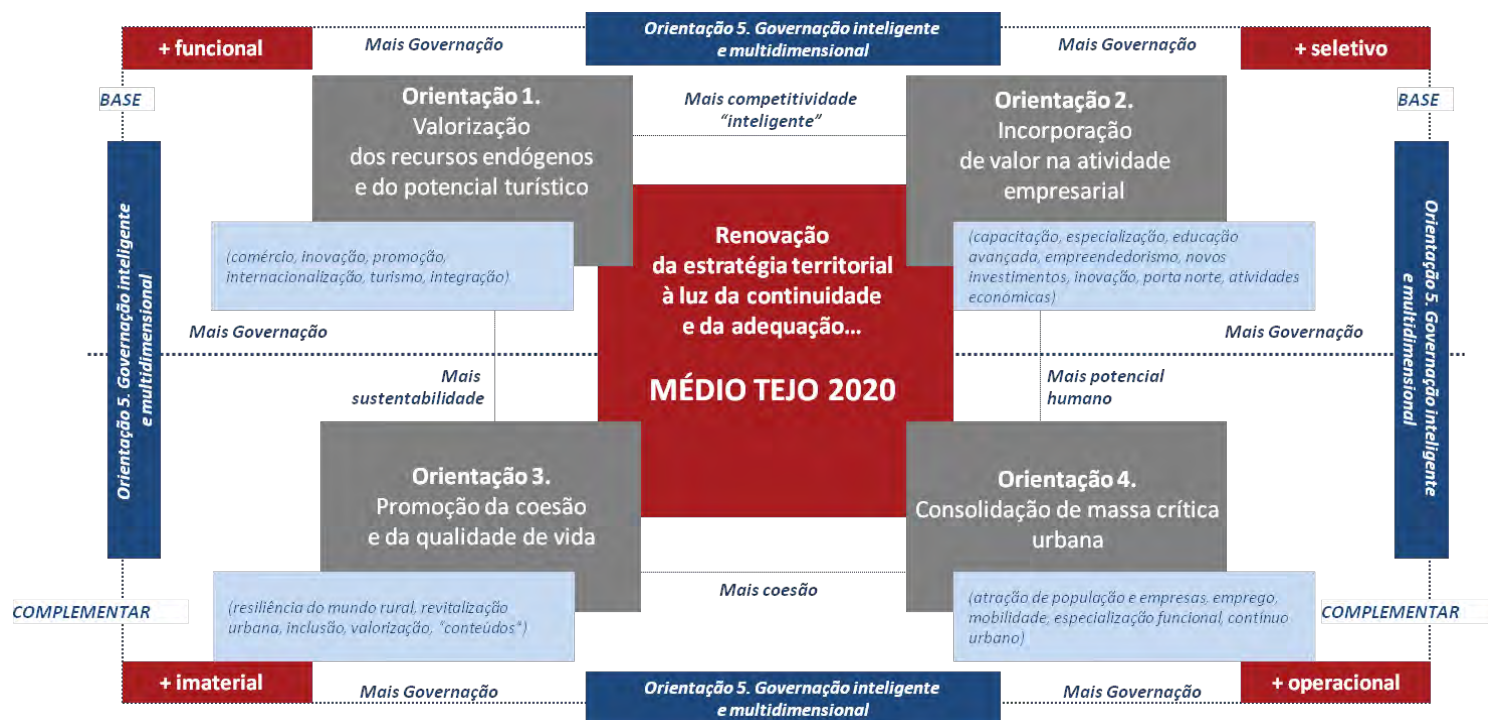 + funcional
Mais Governação
Orientação 5. Governação inteligente
e multidimensional
Mais Governação
+ seletivo
BASE
BASE
Orientação 1.
Valorização
dos recursos endógenos
e do potencial turístico
Mais competitividade
“inteligente”
Orientação 2.
Incorporação
de valor na atividade
empresarial
(comércio, inovação, promoção,
internacionalização, turismo, integração)
(capacitação, especialização, educação
avançada, empreendedorismo, novos
investimentos, inovação, porta norte, atividades
económicas)
Renovação
da estratégia territorial
à luz da continuidade
e da adequação...
MÉDIO TEJO 2020
Orientação 5. Governação inteligente
e multidimensional
Orientação 5. Governação inteligente
e multidimensional
Mais Governação
Mais Governação
Mais
sustentabilidade
Mais potencial
humano
Orientação 3.
Promoção da coesão
e da qualidade de vida
Orientação 4.
Consolidação de massa crítica
urbana
Mais coesão
(resiliência do mundo rural, revitalização
urbana, inclusão, valorização, “conteúdos”)
(atração de população e empresas, emprego,
mobilidade, especialização funcional, contínuo
urbano)
COMPLEMENTAR
COMPLEMENTAR
+ imaterial
Mais Governação
Orientação 5. Governação inteligente
e multidimensional
Mais Governação
+ operacional